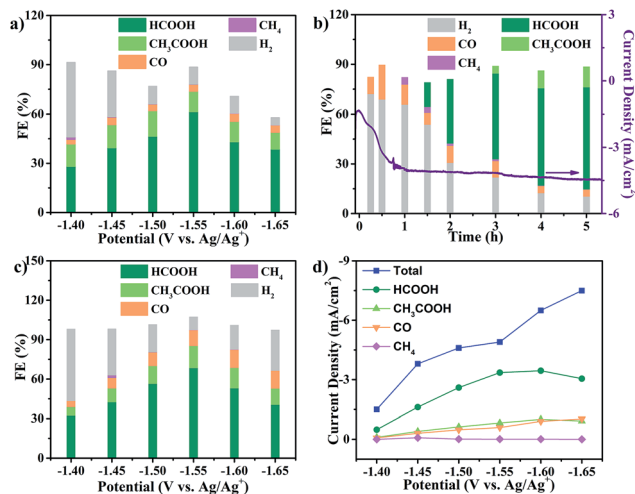 a)
HCOOH
CH₄
CH₃COOH
H₂
CO
120
90
60
30
0
FE (%)
-1.40
-1.45
-1.50
-1.55
-1.60
-1.65
Potential (V vs. Ag/Ag⁺)
b)
H₂
HCOOH
CO
CH₃COOH
CH₄
120
90
60
30
0
FE (%)
3
0
-3
-6
Current Density (mA/cm²)
0
1
2
3
4
5
Time (h)
c)
HCOOH
CH₄
CH₃COOH
H₂
CO
150
120
90
60
30
0
FE (%)
-1.40
-1.45
-1.50
-1.55
-1.60
-1.65
Potential (V vs. Ag/Ag⁺)
d)
Total
HCOOH
CH₃COOH
CO
CH₄
-9
-6
-3
0
Current Density (mA/cm²)
-1.40
-1.45
-1.50
-1.55
-1.60
-1.65
Potential (V vs. Ag/Ag⁺)